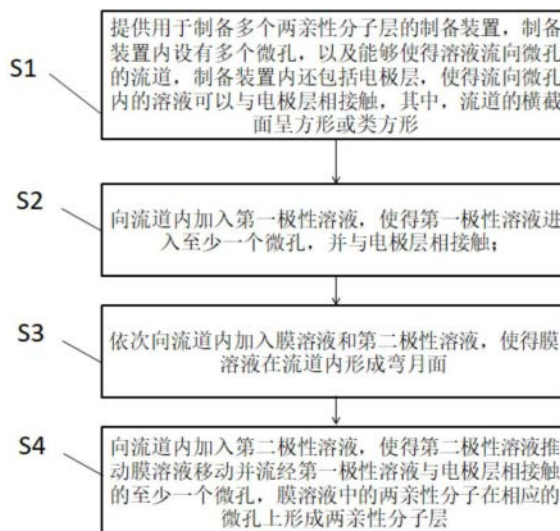 S1
提供用于制备多个两亲性分子层的制备装置，制备
装置内设有多个微孔，以及能够使得溶液流向微孔
的流道，制备装置内还包括电极层，使得流向微孔
内的溶液可以与电极层相接触，其中，流道的横截
面呈方形或类方形
S2
向流道内加入第一极性溶液，使得第一极性溶液进
入至少一个微孔，并与电极层相接触；
S3
依次向流道内加入膜溶液和第二极性溶液，使得膜
溶液在流道内形成弯月面
S4
向流道内加入第二极性溶液，使得第二极性溶液推
动膜溶液移动并流经第一极性溶液与电极层相接触
的至少一个微孔，膜溶液中的两亲性分子在相应的
微孔上形成两亲性分子层